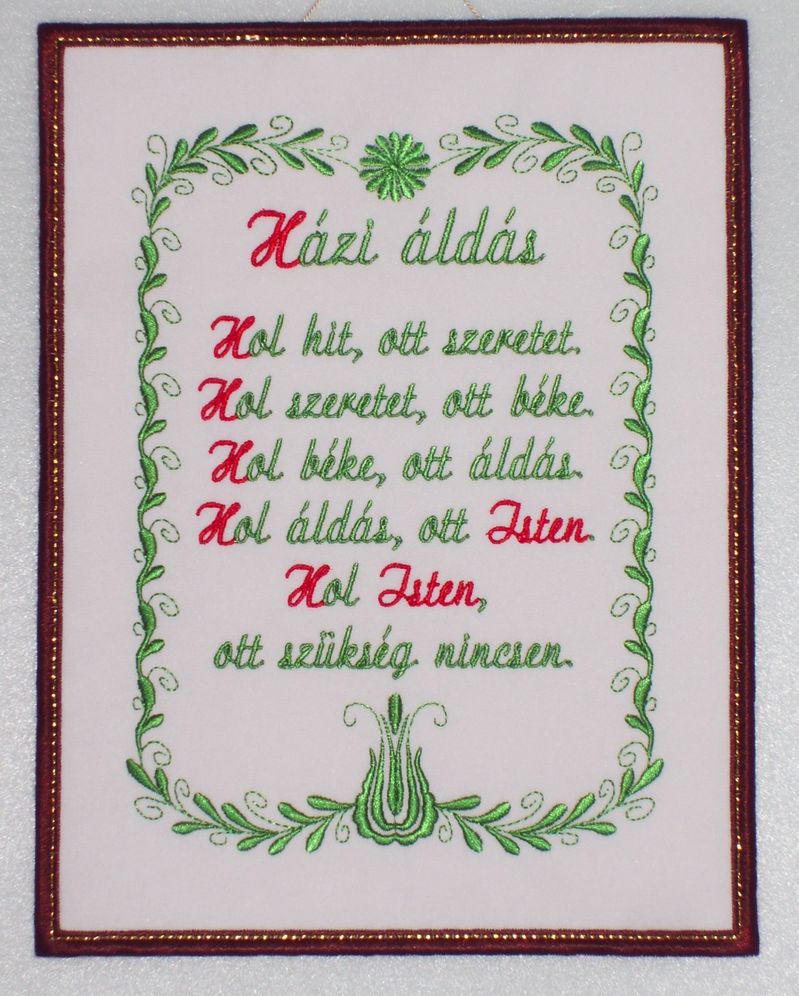 Házi áldás
Hol hit, ott szeretet.
Hol szeretet, ott béke.
Hol béke, ott áldás.
Hol áldás, ott Isten.
Hol Isten,
ott szükség nincsen.